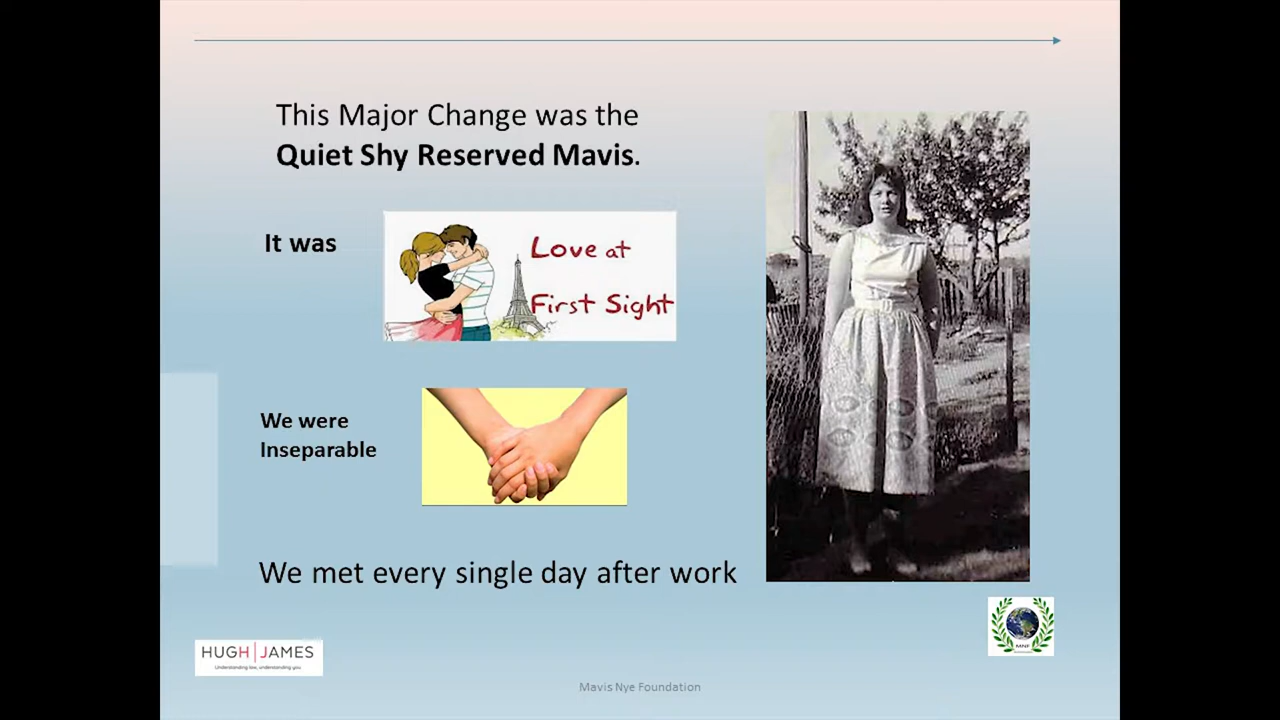 This Major Change was the
Quiet Shy Reserved Mavis.
It was
Love at
First Sight
We were
Inseparable
We met every single day after work
HUGH|JAMES
Understanding law, understanding you
MNF
Mavis Nye Foundation